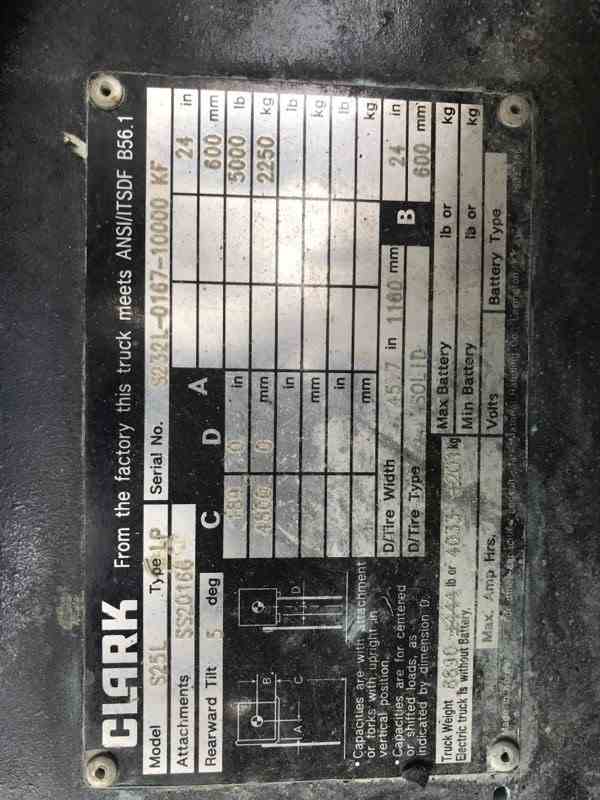 CLARK From the factory this truck meets ANSI/ITSDF B56.1
Model S25L Type LP Serial No. S232L-0167-10000 KF
Attachments SS20166
Rearward Tilt 5 deg
24 in
600 mm
C D A
189 0 in 5000 lb
0 mm 2250 kg
in lb
mm kg
in lb
mm kg
B
D/Tire Width in 1160 mm 24 in
D/Tire Type SOLID 600 mm
A B C D
• Capacities are with attachment
or forks with upright in
vertical position.
• Capacities are for centered
or shifted loads, as
indicated by dimension D.
Truck Weight lb or kg
Electric truck is without Battery.
Max Battery lb or kg
Min Battery lb or kg
Max. Amp Hrs. Volts Battery Type